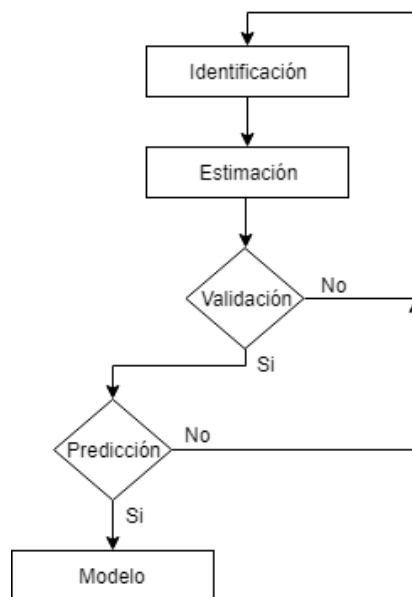 Identificación
Estimación
Validación
No
Si
Predicción
No
Si
Modelo